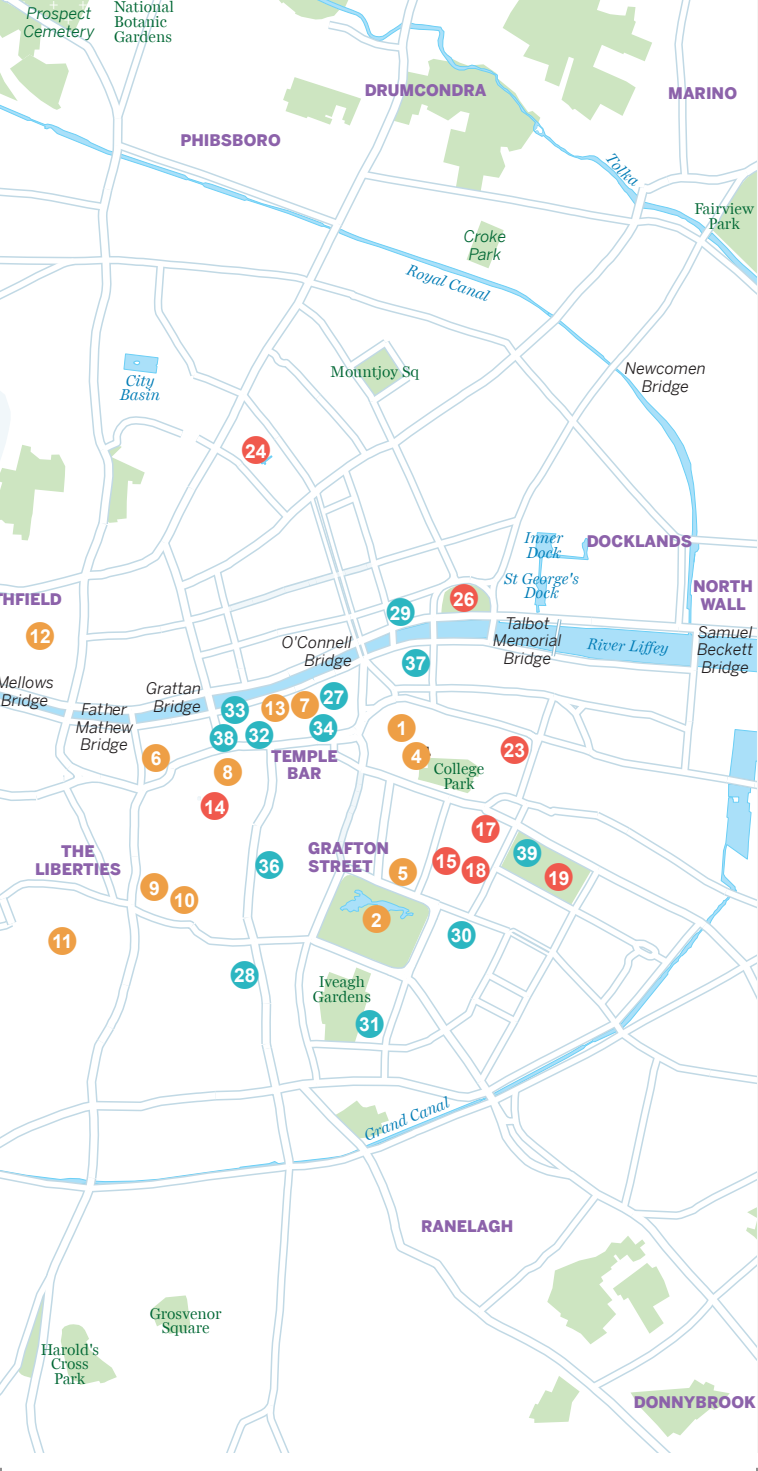 Prospect
Cemetery
National
Botanic
Gardens
DRUMCONDRA
MARINO
PHIBSBORO
Tolka
Fairview
Park
Croke
Park
Royal Canal
Mountjoy Sq
Newcomen
Bridge
City
Basin
24
Inner
Dock
DOCKLANDS
St George's
Dock
NORTH
WALL
THFIELD
12
29
26
O'Connell
Bridge
Talbot
Memorial
Bridge
River Liffey
Samuel
Beckett
Bridge
37
Mellows
Bridge
Father
Mathew
Bridge
Grattan
Bridge
33
13
7
27
38
32
34
1
4
23
6
8
TEMPLE
BAR
College
Park
14
17
THE
LIBERTIES
36
GRAFTON
STREET
5
15
18
39
19
9
10
2
11
30
28
Iveagh
Gardens
31
Grand Canal
RANELAGH
Grosvenor
Square
Harold's
Cross
Park
DONNYBROOK